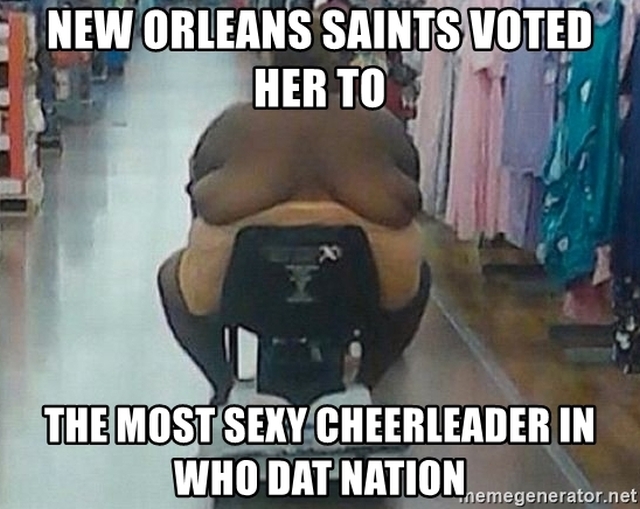 NEW ORLEANS SAINTS VOTED
HER TO
THE MOST SEXY CHEERLEADER IN
WHO DAT NATION
memegenerator.net